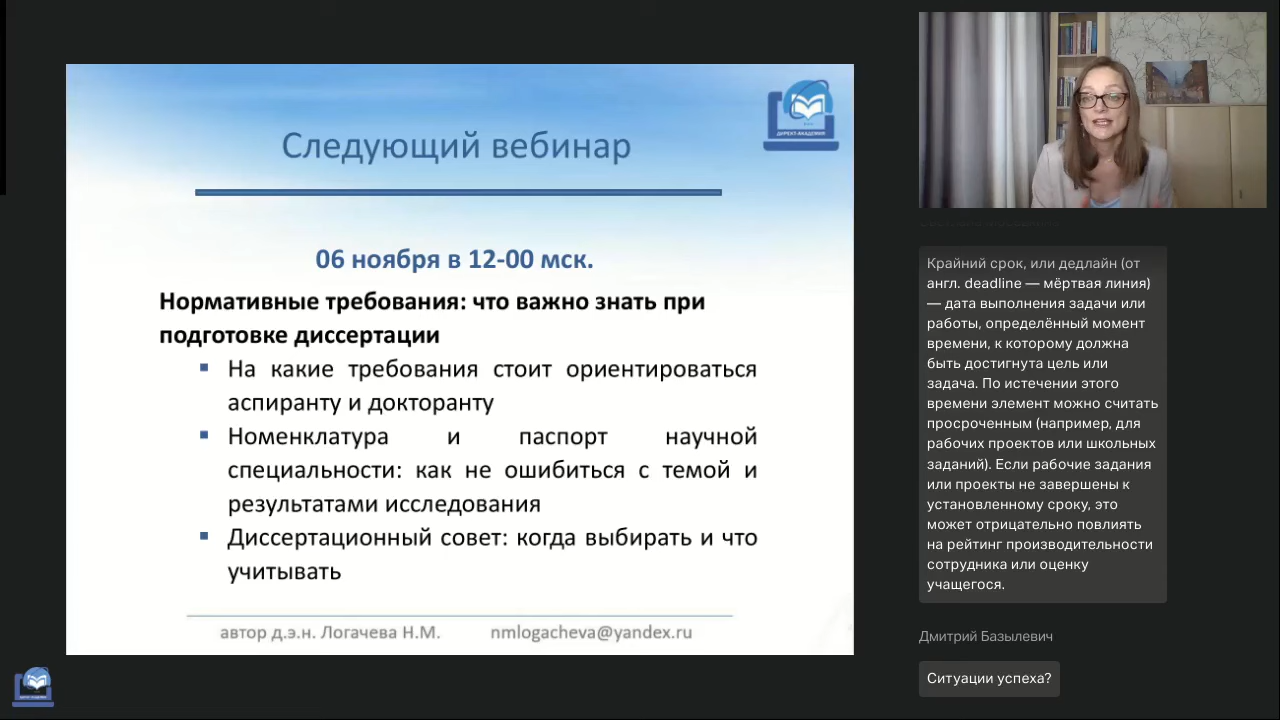 ДИРЕКТ-АКАДЕМИЯ
Следующий вебинар
06 ноября в 12-00 мск.
Нормативные требования: что важно знать при
подготовке диссертации
На какие требования стоит ориентироваться
аспиранту и докторанту
Номенклатура и паспорт научной
специальности: как не ошибиться с темой и
результатами исследования
Диссертационный совет: когда выбирать и что
учитывать
автор д.э.н. Логачева Н.М. nmlogacheva@yandex.ru
Крайний срок, или дедлайн (от
англ. deadline — мёртвая линия)
— дата выполнения задачи или
работы, определённый момент
времени, к которому должна
быть достигнута цель или
задача. По истечении этого
времени элемент можно считать
просроченным (например, для
рабочих проектов или школьных
заданий). Если рабочие задания
или проекты не завершены к
установленному сроку, это
может отрицательно повлиять
на рейтинг производительности
сотрудника или оценку
учащегося.
Дмитрий Базылевич
Ситуации успеха?